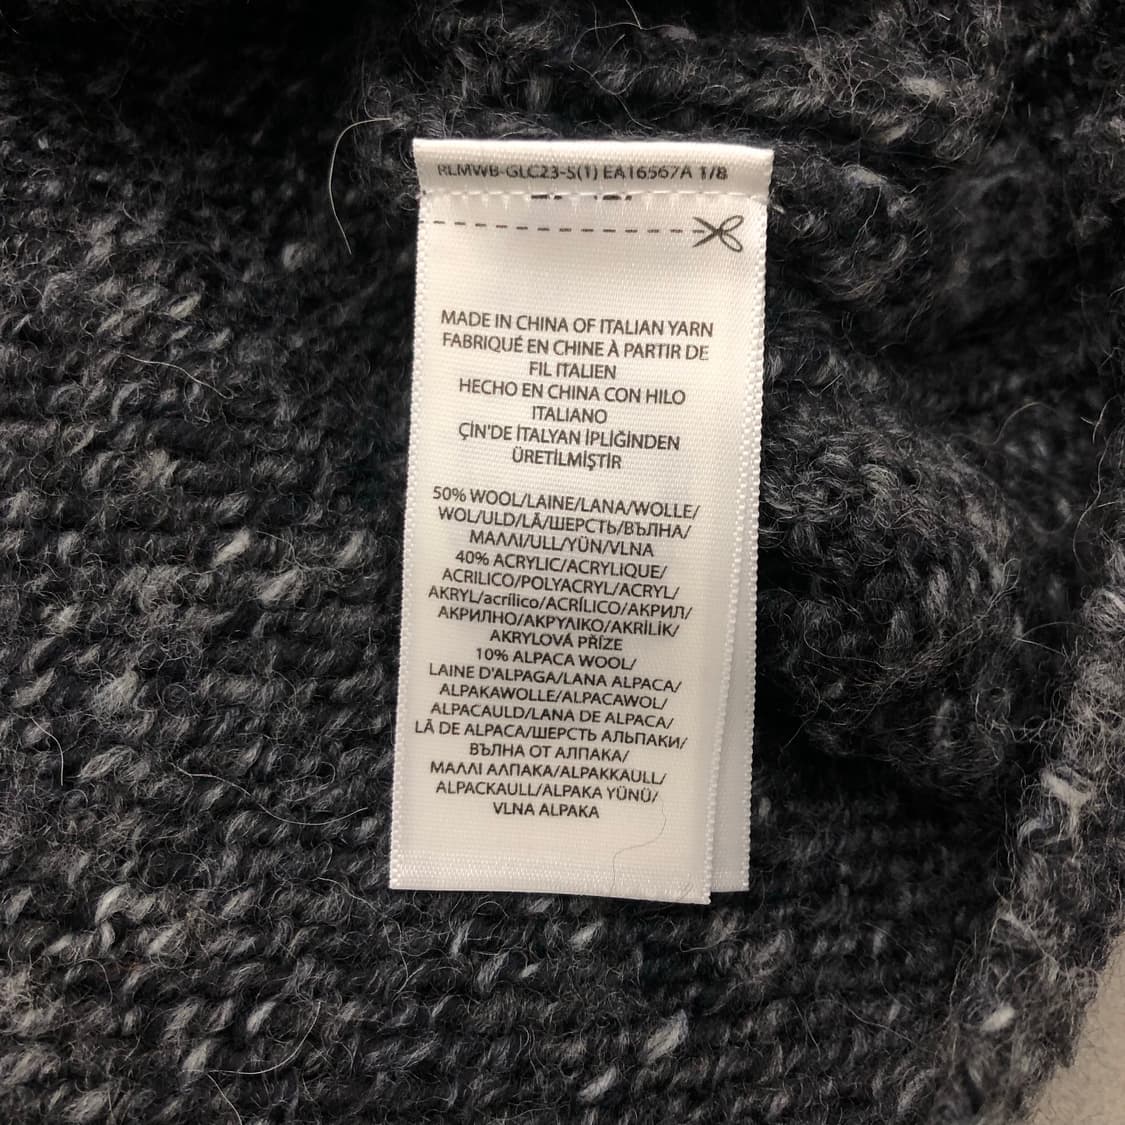 RLMWB-GLC23-S(1) EA16567A 1/8
MADE IN CHINA OF ITALIAN YARN
FABRIQUÉ EN CHINE À PARTIR DE
FIL ITALIEN
HECHO EN CHINA CON HILO
ITALIANO
ÇİN'DE İTALYAN İPLİĞİNDEN
ÜRETİLMİŞTİR
50% WOOL/LAINE/LANA/WOLLE/
WOL/ULD/LÃ/ШЕРСТЬ/ВЪЛНА/
ΜΑΛΛΙ/ULL/YÜN/VLNA
40% ACRYLIC/ACRYLIQUE/
ACRILICO/POLYACRYL/ACRYL/
AKRYL/acrílico/ACRÍLICO/АКРИЛ/
АКРИЛНО/ΑΚΡΥΛΙΚΟ/AKRİLİK/
AKRYLOVÁ PŘÍZE
10% ALPACA WOOL/
LAINE D'ALPAGA/LANA ALPACA/
ALPAKAWOLLE/ALPACAWOL/
ALPACAULD/LANA DE ALPACA/
LÃ DE ALPACA/ШЕРСТЬ АЛЬПАКИ/
ВЪЛНА ОТ АЛПАКА/
ΜΑΛΛΙ ΑΛΠΑΚΑ/ALPAKKAULL/
ALPACKAULL/ALPAKA YÜNÜ/
VLNA ALPAKA